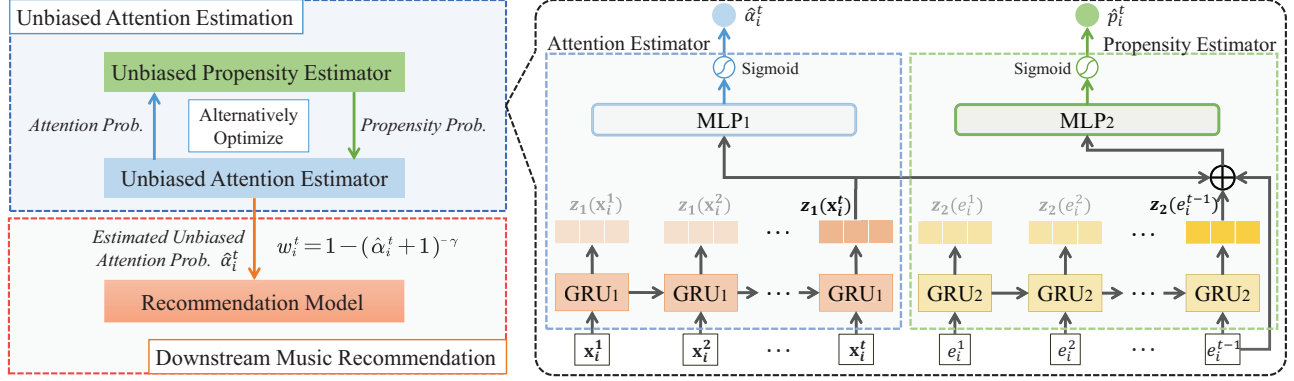 Unbiased Attention Estimation
Unbiased Propensity Estimator
Attention Prob.
Alternatively
Optimize
Propensity Prob.
Unbiased Attention Estimator
Estimated Unbiased
Attention Prob. α̂ᵢᵗ
wᵢᵗ = 1−(α̂ᵢᵗ+1)^−γ
Recommendation Model
Downstream Music Recommendation
α̂ᵢᵗ
Attention Estimator
Sigmoid
MLP₁
z₁(xᵢ¹)
z₁(xᵢ²)
z₁(xᵢᵗ)
···
GRU₁
GRU₁
···
GRU₁
xᵢ¹
xᵢ²
···
xᵢᵗ
p̂ᵢᵗ
Propensity Estimator
Sigmoid
MLP₂
z₂(eᵢ¹)
z₂(eᵢ²)
z₂(eᵢᵗ⁻¹)
···
GRU₂
GRU₂
···
GRU₂
eᵢ¹
eᵢ²
···
eᵢᵗ⁻¹